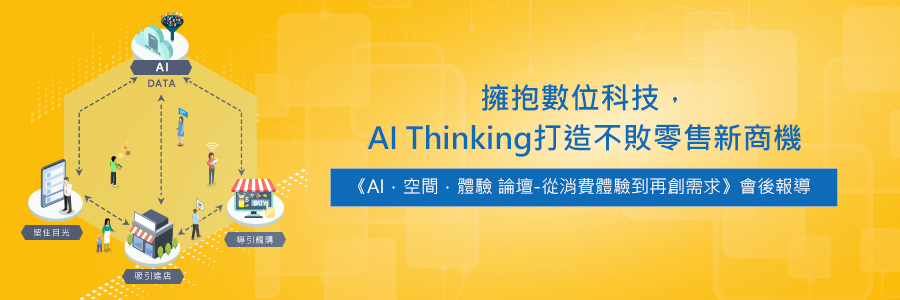 AI
DATA
擁抱數位科技，
AI Thinking打造不敗零售新商機
《AI．空間．體驗 論壇-從消費體驗到再創需求》會後報導
BUY
留住目光
導引購購
吸引進店